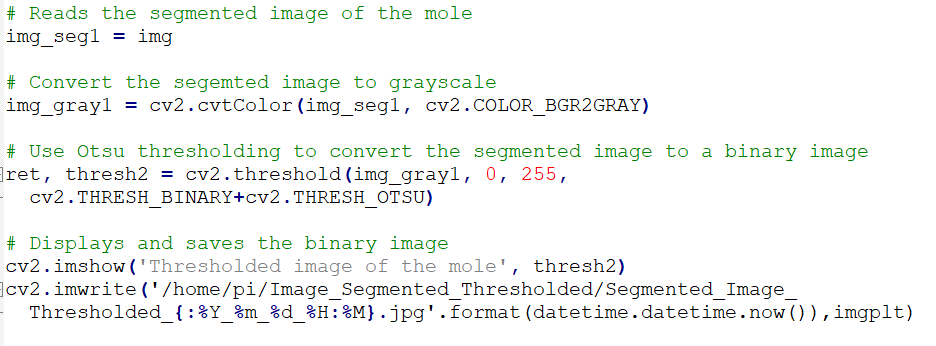 # Reads the segmented image of the mole
img_seg1 = img
# Convert the segemted image to grayscale
img_gray1 = cv2.cvtColor(img_seg1, cv2.COLOR_BGR2GRAY)
# Use Otsu thresholding to convert the segmented image to a binary image
ret, thresh2 = cv2.threshold(img_gray1, 0, 255,
cv2.THRESH_BINARY+cv2.THRESH_OTSU)
# Displays and saves the binary image
cv2.imshow('Thresholded image of the mole', thresh2)
cv2.imwrite('/home/pi/Image_Segmented_Thresholded/Segmented_Image_
Thresholded_{:%Y_%m_%d_%H:%M}.jpg'.format(datetime.datetime.now()),imgplt)